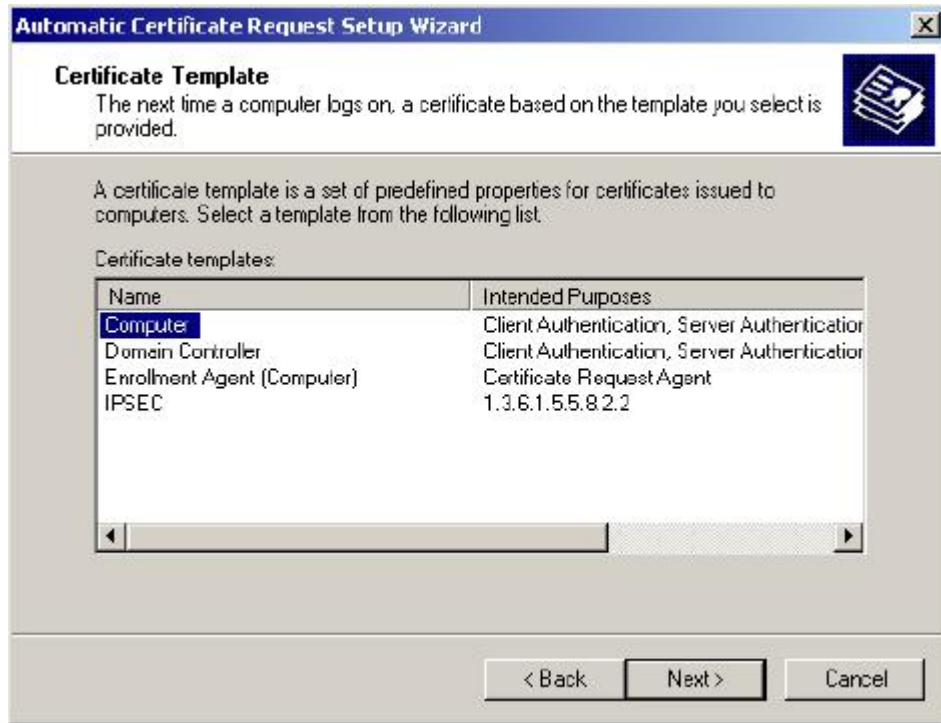 Automatic Certificate Request Setup Wizard
Certificate Template
The next time a computer logs on, a certificate based on the template you select is
provided.
A certificate template is a set of predefined properties for certificates issued to
computers. Select a template from the following list.
Certificate templates:
Name Intended Purposes
Computer Client Authentication, Server Authentication
Domain Controller Client Authentication, Server Authentication
Enrollment Agent (Computer) Certificate Request Agent
IPSEC 1.3.6.1.5.5.8.2.2
< Back Next > Cancel